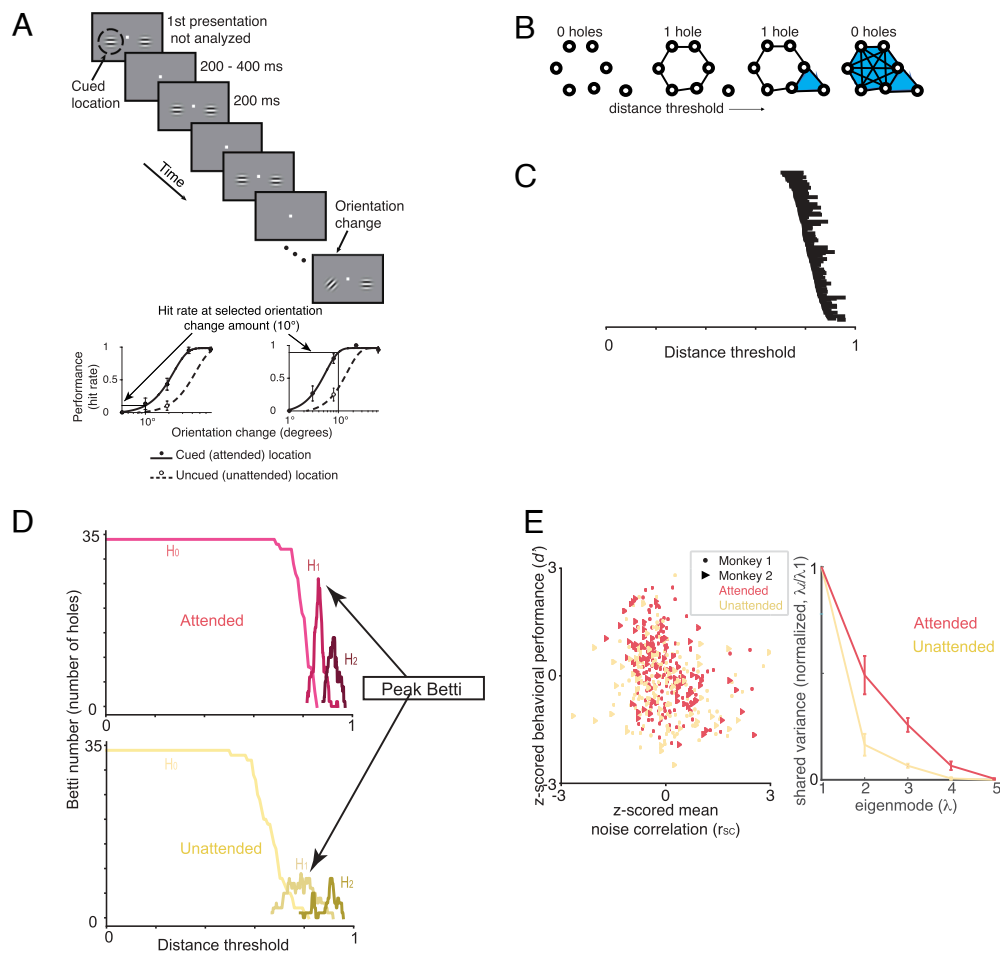 A
1st presentation
not analyzed
Cued
location
200 - 400 ms
200 ms
Time
Orientation
change
Hit rate at selected orientation
change amount (10°)
Performance
(hit rate)
1
0.5
0
10°
1
0.5
0
1°
10°
Orientation change (degrees)
Cued (attended) location
Uncued (unattended) location
B
0 holes
1 hole
1 hole
0 holes
distance threshold
C
0
1
Distance threshold
D
Betti number (number of holes)
35
H0
H1
Attended
H2
0
0
1
Peak Betti
35
H0
Unattended
H1
H2
0
0
1
Distance threshold
E
z-scored behavioral performance (d')
3
0
-3
-3
0
3
z-scored mean
noise correlation (rSC)
Monkey 1
Monkey 2
Attended
Unattended
shared variance (normalized, λi/λ1)
1
0
Attended
Unattended
1
2
3
4
5
eigenmode (λ)